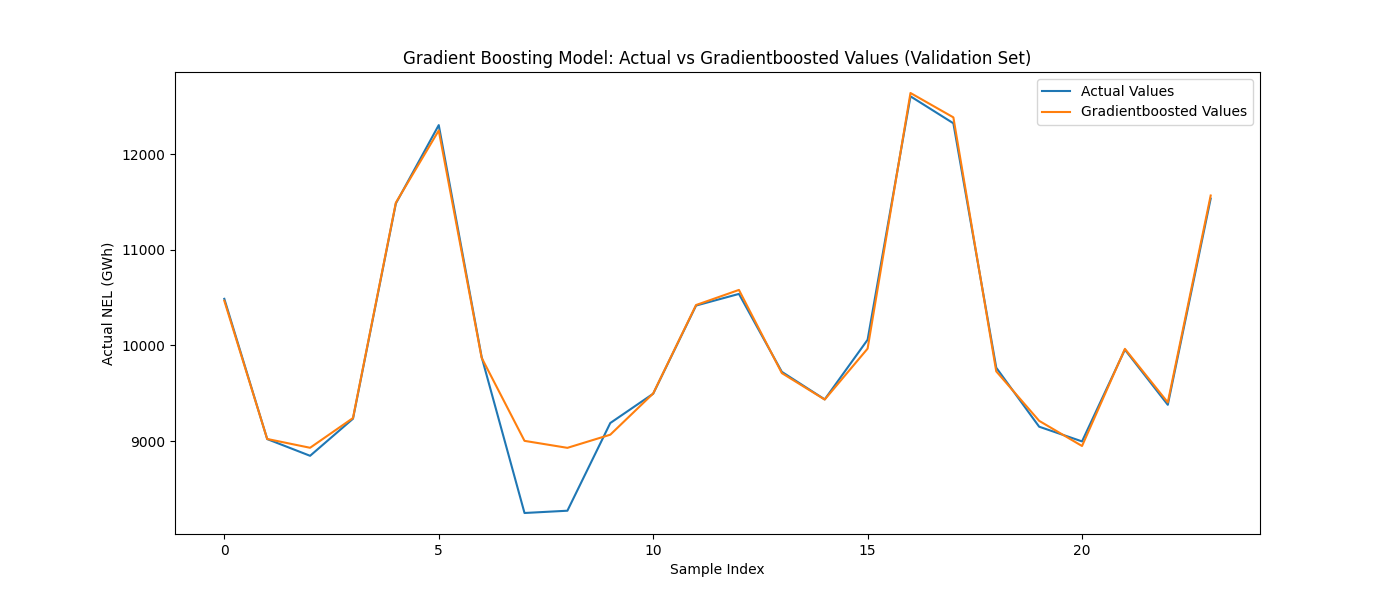 Gradient Boosting Model: Actual vs Gradientboosted Values (Validation Set)
Actual Values
Gradientboosted Values
12000
11000
10000
9000
Actual NEL (GWh)
0 5 10 15 20
Sample Index